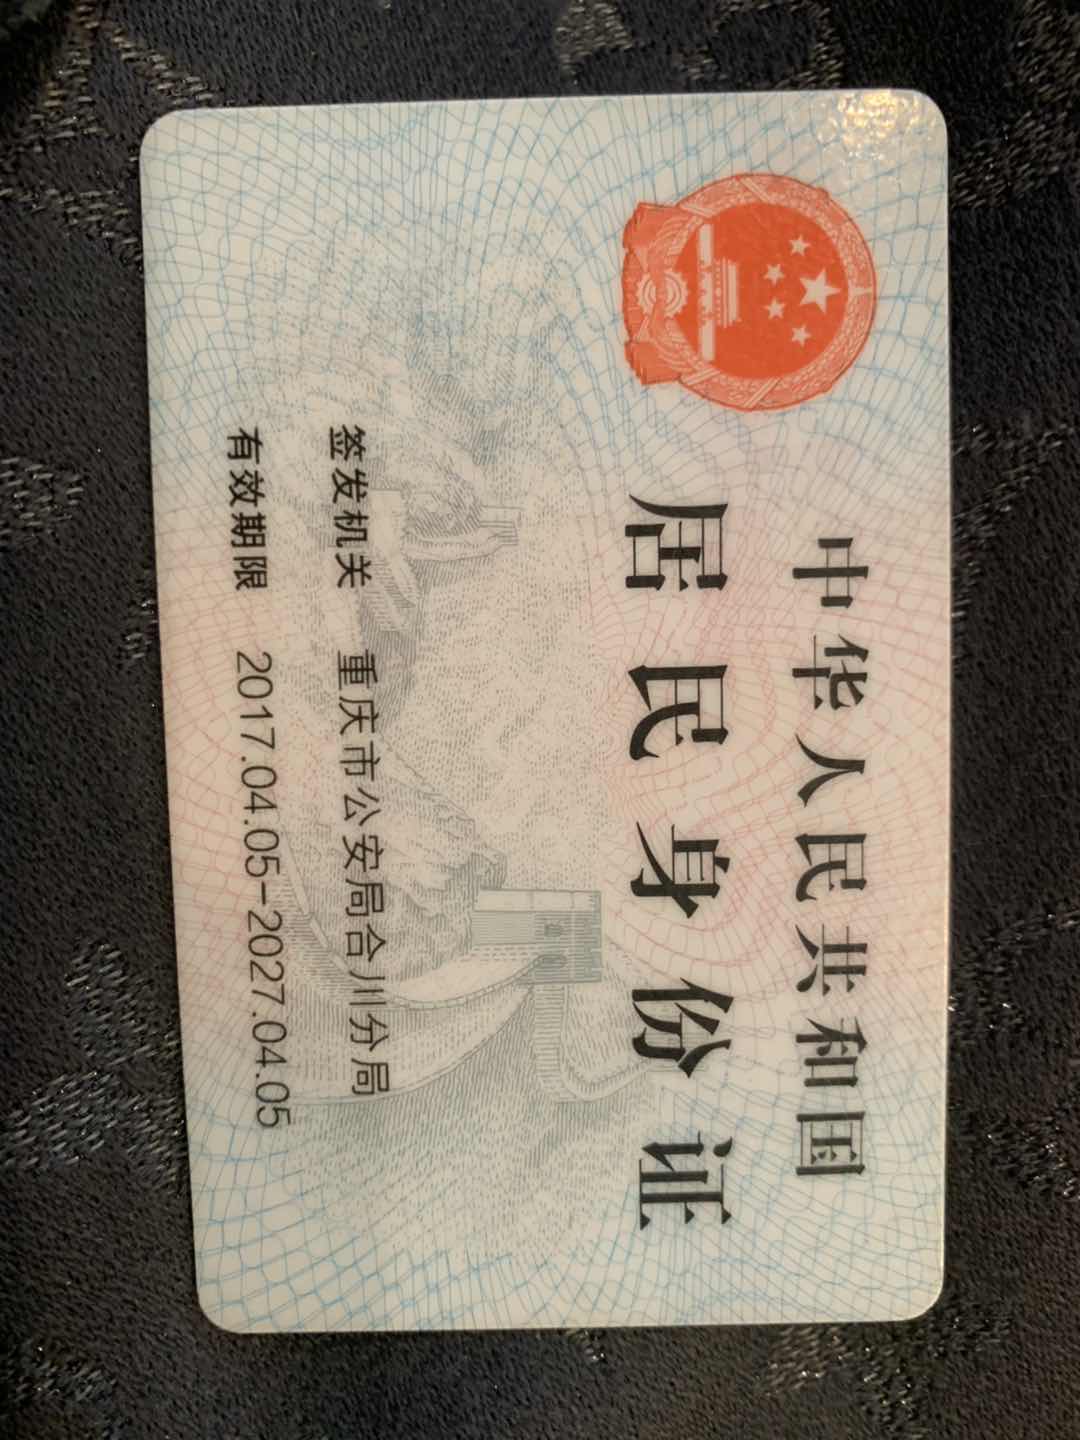 中华人民共和国
居民身份证
签发机关 重庆市公安局合川分局
有效期限 2017.04.05-2027.04.05